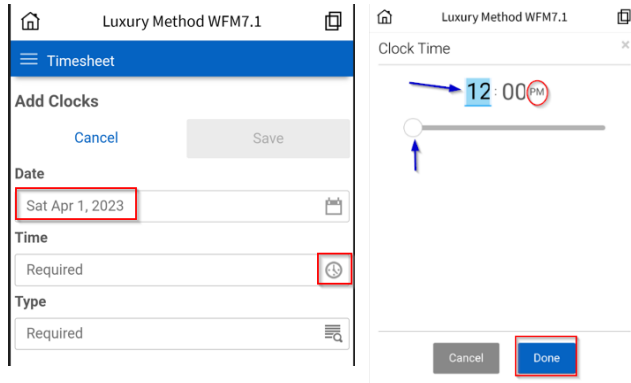 Luxury Method WFM7.1
Timesheet
Add Clocks
Cancel Save
Date
Sat Apr 1, 2023
Time
Required
Type
Required
Luxury Method WFM7.1
Clock Time ×
12:00 PM
Cancel Done